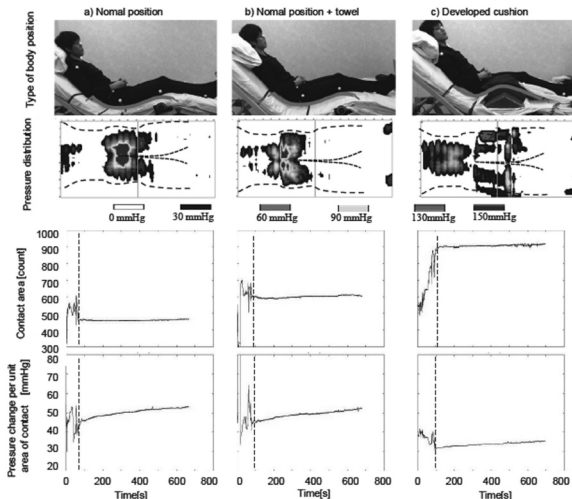 a) Nomal position
b) Nomal position + towel
c) Developed cushion
Type of body position
Pressure distribution
0 mmHg
30 mmHg
60 mmHg
90 mmHg
130mmHg
150mmHg
Contact area [count]
1000
900
800
700
600
500
400
300
Pressure change per unit
area of contact [mmHg]
80
70
60
50
40
30
20
0 200 400 600 800
0 200 400 600 800
0 200 400 600 800
Time[s]
Time[s]
Time[s]